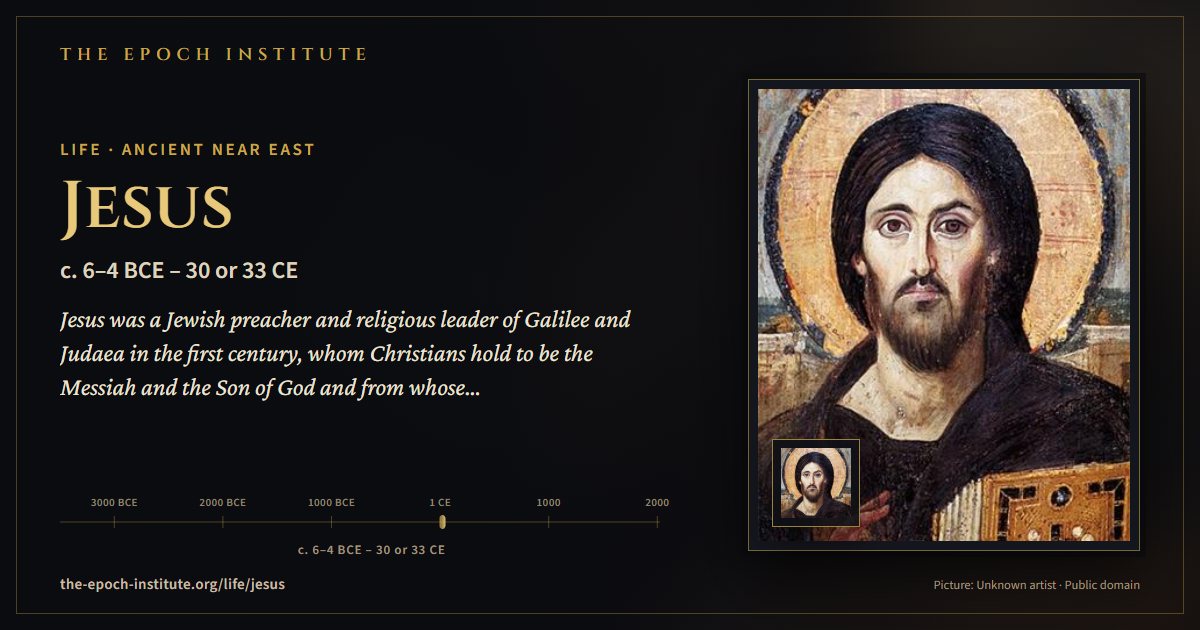 THE EPOCH INSTITUTE
LIFE · ANCIENT NEAR EAST
JESUS
c. 6–4 BCE – 30 or 33 CE
Jesus was a Jewish preacher and religious leader of Galilee and
Judaea in the first century, whom Christians hold to be the
Messiah and the Son of God and from whose...
3000 BCE 2000 BCE 1000 BCE 1 CE 1000 2000
c. 6–4 BCE – 30 or 33 CE
the-epoch-institute.org/life/jesus
Picture: Unknown artist · Public domain